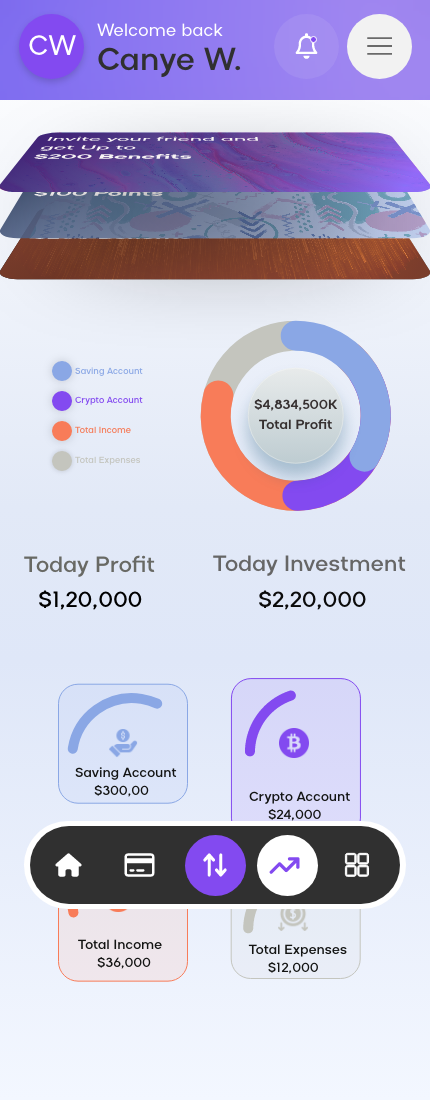 CW
Welcome back
Canye W.
Invite your friend and
get Up to
$200 Benefits
$100 Points
Saving Account
Crypto Account
Total Income
Total Expenses
$4,834,500K
Total Profit
Today Profit
$1,20,000
Today Investment
$2,20,000
Saving Account
$300,00
Crypto Account
$24,000
Total Income
$36,000
Total Expenses
$12,000